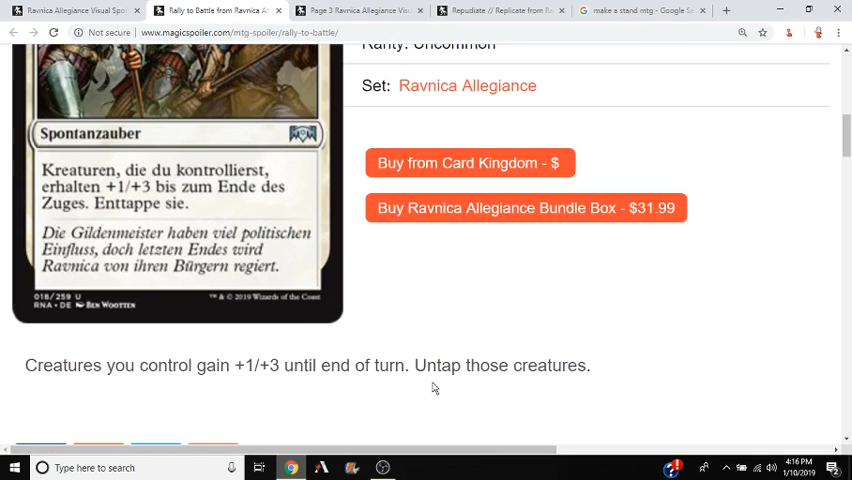 Ravnica Allegiance Visual Spoi
Rally to Battle from Ravnica A
Page 3 Ravnica Allegiance Visu
Repudiate // Replicate from Ra
make a stand mtg - Google Se
Not secure | www.magicspoiler.com/mtg-spoiler/rally-to-battle/
Rarity: Uncommon
Set: Ravnica Allegiance
Spontanzauber
Buy from Card Kingdom - $
Kreaturen, die du kontrollierst,
erhalten +1/+3 bis zum Ende des
Zuges. Enttappe sie.
Buy Ravnica Allegiance Bundle Box - $31.99
Die Gildenmeister haben viel politischen
Einfluss, doch letzten Endes wird
Ravnica von ihren Bürgern regiert.
018/259 U
RNA • DE Ben Wootten
™ & © 2019 Wizards of the Coast
Creatures you control gain +1/+3 until end of turn. Untap those creatures.
Type here to search
4:16 PM
1/10/2019
2